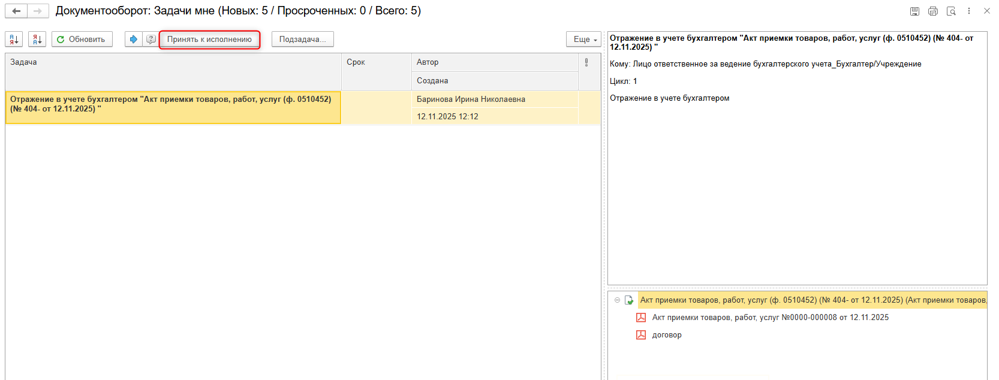 Документооборот: Задачи мне (Новых: 5 / Просроченных: 0 / Всего: 5)
А Я
Я А
Обновить
?
Принять к исполнению
Подзадача...
Еще
Задача
Срок
Автор
Создана
Отражение в учете бухгалтером "Акт приемки товаров, работ, услуг (ф. 0510452)
(№ 404- от 12.11.2025) "
Баринова Ирина Николаевна
12.11.2025 12:12
Отражение в учете бухгалтером "Акт приемки товаров, работ, услуг (ф. 0510452) (№ 404- от
12.11.2025) "
Кому: Лицо ответственное за ведение бухгалтерского учета_Бухгалтер/Учреждение
Цикл: 1
Отражение в учете бухгалтером
Акт приемки товаров, работ, услуг (ф. 0510452) (№ 404- от 12.11.2025) (Акт приемки товаров,
Акт приемки товаров, работ, услуг №0000-000008 от 12.11.2025
договор